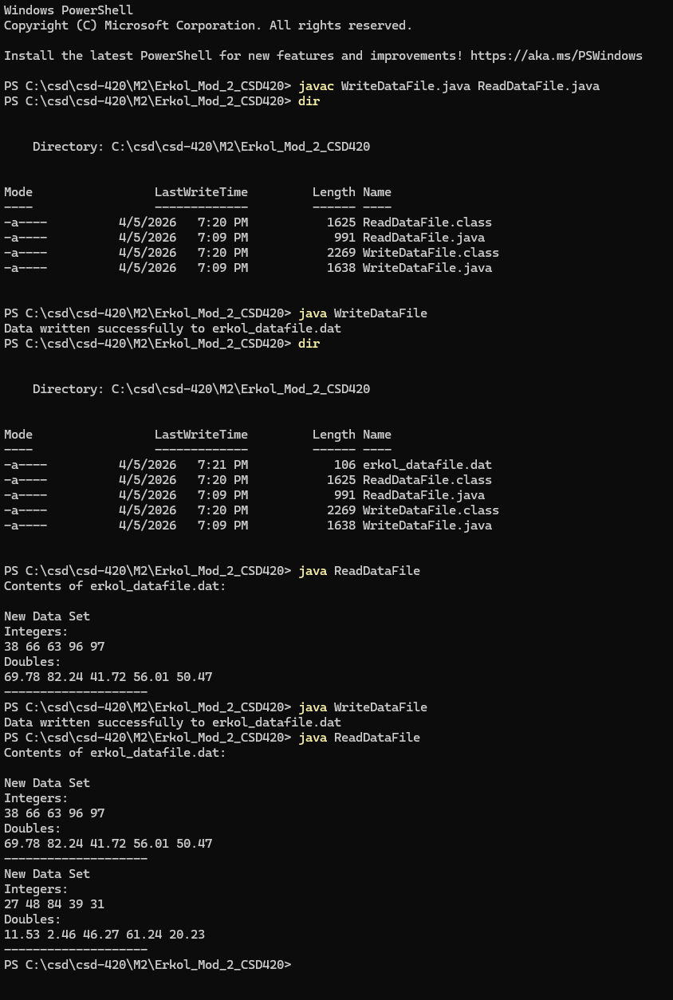 Windows PowerShell
Copyright (C) Microsoft Corporation. All rights reserved.
Install the latest PowerShell for new features and improvements! https://aka.ms/PSWindows
PS C:\csd\csd-420\M2\Erkol_Mod_2_CSD420> javac WriteDataFile.java ReadDataFile.java
PS C:\csd\csd-420\M2\Erkol_Mod_2_CSD420> dir
Directory: C:\csd\csd-420\M2\Erkol_Mod_2_CSD420
Mode                 LastWriteTime         Length Name
----                 -------------         ------ ----
-a----          4/5/2026   7:20 PM           1625 ReadDataFile.class
-a----          4/5/2026   7:09 PM            991 ReadDataFile.java
-a----          4/5/2026   7:20 PM           2269 WriteDataFile.class
-a----          4/5/2026   7:09 PM           1638 WriteDataFile.java
PS C:\csd\csd-420\M2\Erkol_Mod_2_CSD420> java WriteDataFile
Data written successfully to erkol_datafile.dat
PS C:\csd\csd-420\M2\Erkol_Mod_2_CSD420> dir
Directory: C:\csd\csd-420\M2\Erkol_Mod_2_CSD420
Mode                 LastWriteTime         Length Name
----                 -------------         ------ ----
-a----          4/5/2026   7:21 PM            106 erkol_datafile.dat
-a----          4/5/2026   7:20 PM           1625 ReadDataFile.class
-a----          4/5/2026   7:09 PM            991 ReadDataFile.java
-a----          4/5/2026   7:20 PM           2269 WriteDataFile.class
-a----          4/5/2026   7:09 PM           1638 WriteDataFile.java
PS C:\csd\csd-420\M2\Erkol_Mod_2_CSD420> java ReadDataFile
Contents of erkol_datafile.dat:
New Data Set
Integers:
38 66 63 96 97
Doubles:
69.78 82.24 41.72 56.01 50.47
--------------------
PS C:\csd\csd-420\M2\Erkol_Mod_2_CSD420> java WriteDataFile
Data written successfully to erkol_datafile.dat
PS C:\csd\csd-420\M2\Erkol_Mod_2_CSD420> java ReadDataFile
Contents of erkol_datafile.dat:
New Data Set
Integers:
38 66 63 96 97
Doubles:
69.78 82.24 41.72 56.01 50.47
--------------------
New Data Set
Integers:
27 48 84 39 31
Doubles:
11.53 2.46 46.27 61.24 20.23
--------------------
PS C:\csd\csd-420\M2\Erkol_Mod_2_CSD420>